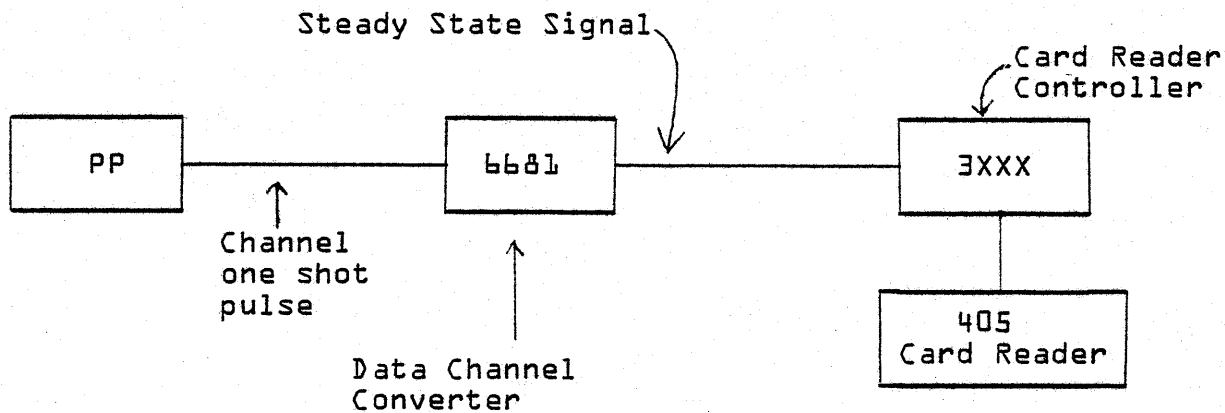 Steady State Signal
Card Reader
Controller
PP
6681
3XXX
Channel
one shot
pulse
405
Card Reader
Data Channel
Converter